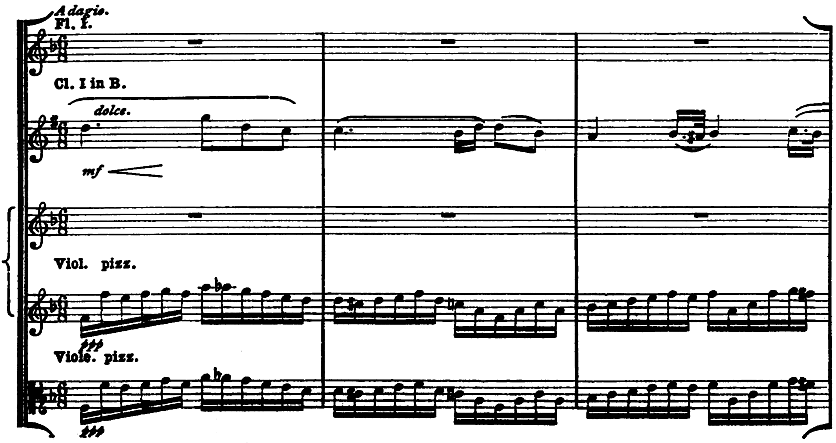 Adagio.
Fl. I.
Cl. I in B.
dolce.
mf
Viol. pizz.
ppp
Viole. pizz.
ppp